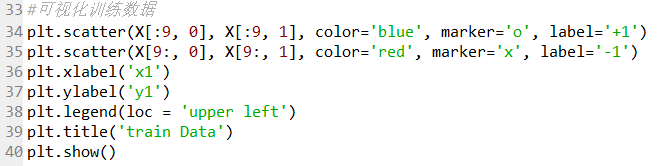 33 #可视化训练数据
34 plt.scatter(X[:9, 0], X[:9, 1], color='blue', marker='o', label='+1')
35 plt.scatter(X[9:, 0], X[9:, 1], color='red', marker='x', label='-1')
36 plt.xlabel('x1')
37 plt.ylabel('y1')
38 plt.legend(loc = 'upper left')
39 plt.title('train Data')
40 plt.show()